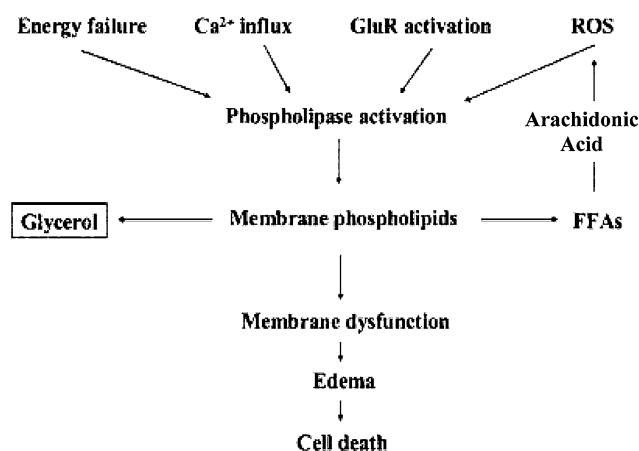 Energy failure Ca²⁺ influx GluR activation ROS
Phospholipase activation
Arachidonic
Acid
Glycerol Membrane phospholipids FFAs
Membrane dysfunction
Edema
Cell death